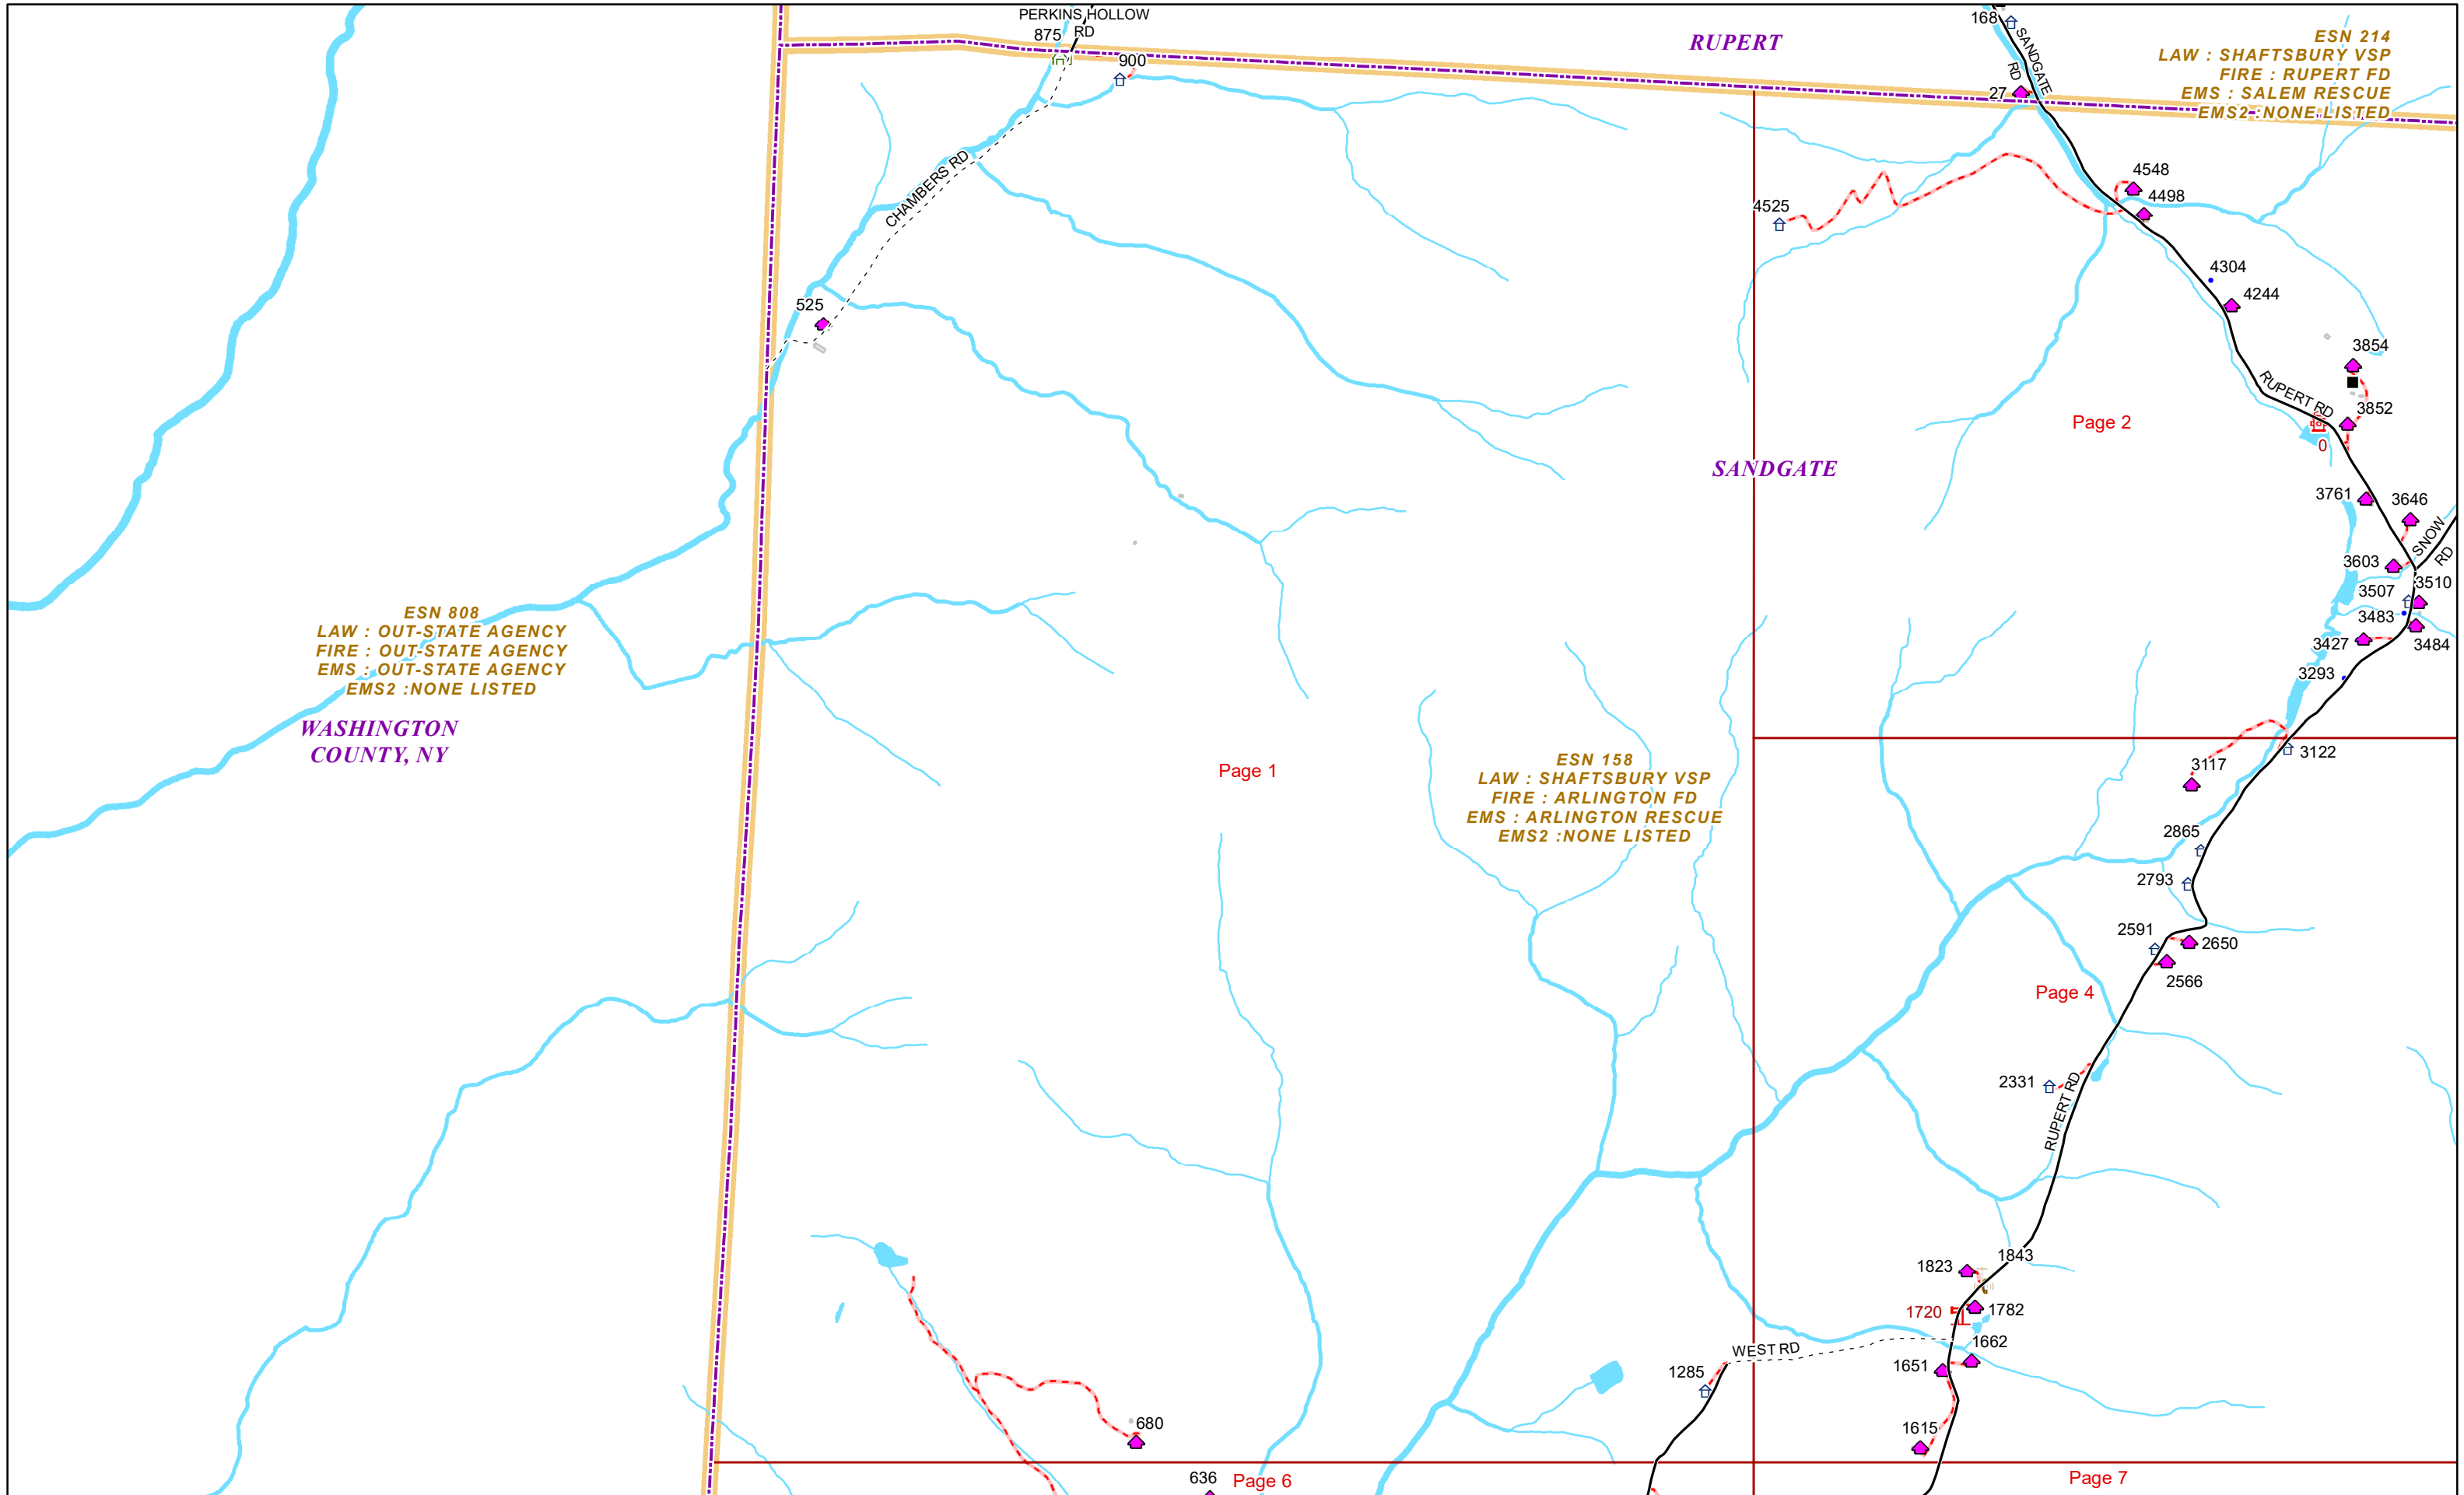 PERKINS HOLLOW
RD
875
900
RUPERT
168
SANDGATE
RD
27
ESN 214
LAW : SHAFTSBURY VSP
FIRE : RUPERT FD
EMS : SALEM RESCUE
EMS2 :NONE LISTED
CHAMBERS RD
525
4548
4498
4525
4304
4244
3854
RUPERT RD
3852
0
Page 2
SANDGATE
3761
3646
SNOW
RD
3603
3510
3507
3483
3427
3484
3293
ESN 808
LAW : OUT-STATE AGENCY
FIRE : OUT-STATE AGENCY
EMS : OUT-STATE AGENCY
EMS2 :NONE LISTED
WASHINGTON
COUNTY, NY
Page 1
ESN 158
LAW : SHAFTSBURY VSP
FIRE : ARLINGTON FD
EMS : ARLINGTON RESCUE
EMS2 :NONE LISTED
3122
3117
2865
2793
2591
2650
2566
Page 4
2331
RUPERT RD
1843
1823
1720
1782
1662
WEST RD
1651
1285
1615
680
636
Page 6
Page 7